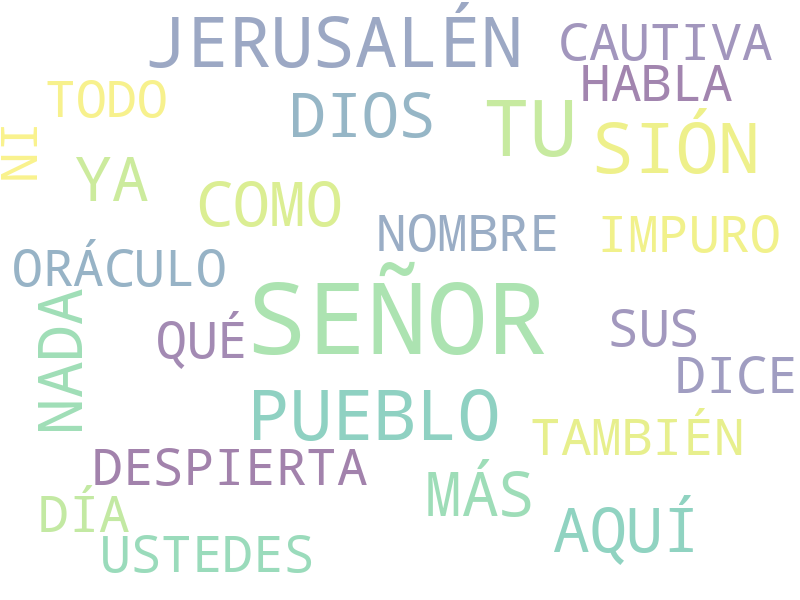 JERUSALÉN
CAUTIVA
HABLA
TODO
DIOS
TU
SIÓN
NI
YA
COMO
NOMBRE
IMPURO
ORÁCULO
SEÑOR
NADA
QUÉ
SUS
DICE
PUEBLO
TAMBIÉN
DESPIERTA
MÁS
DÍA
AQUÍ
USTEDES